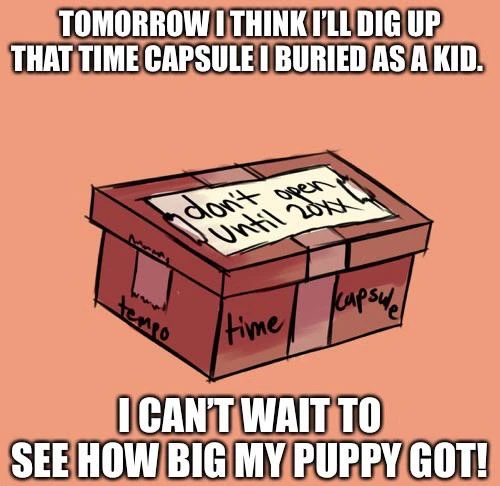 TOMORROW I THINK I'LL DIG UP
THAT TIME CAPSULE I BURIED AS A KID.
don't open
until 20xx
tempo
time
capsule
I CAN'T WAIT TO
SEE HOW BIG MY PUPPY GOT!